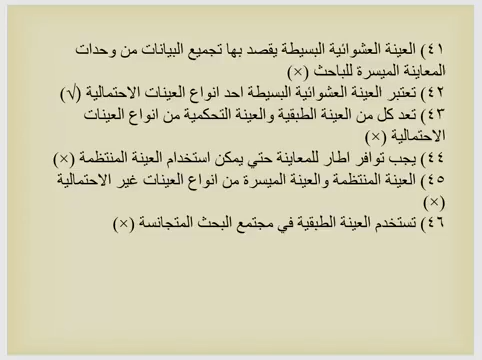 ٤١) العينة العشوائية البسيطة يقصد بها تجميع البيانات من وحدات
المعاينة الميسرة للباحث (×)
٤٢) تعتبر العينة العشوائية البسيطة احد انواع العينات الاحتمالية (√)
٤٣) تعد كل من العينة الطبقية والعينة التحكمية من انواع العينات
الاحتمالية (×)
٤٤) يجب توافر اطار للمعاينة حتي يمكن استخدام العينة المنتظمة (×)
٤٥) العينة المنتظمة والعينة الميسرة من انواع العينات غير الاحتمالية
(×)
٤٦) تستخدم العينة الطبقية في مجتمع البحث المتجانسة (×)